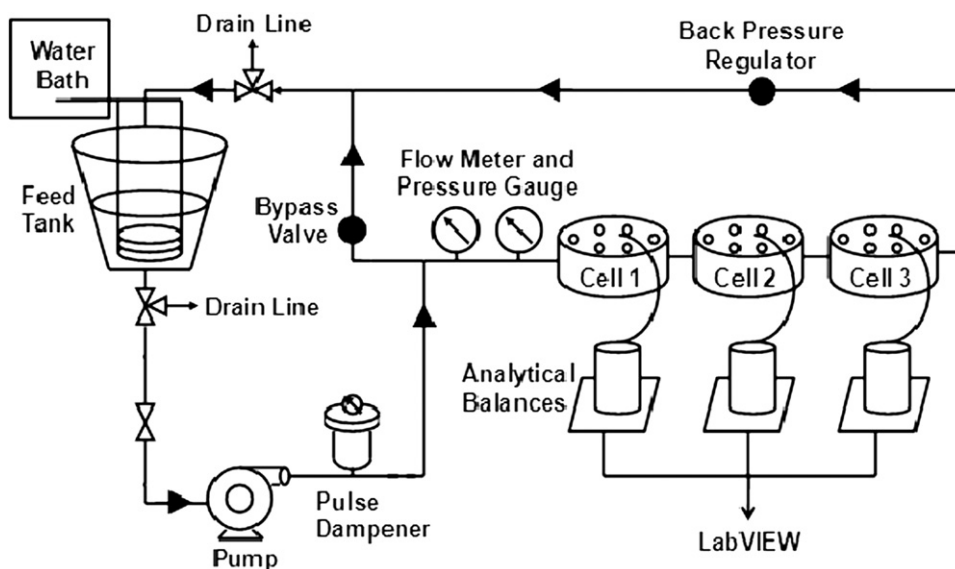 Drain Line
Water
Bath
Back Pressure
Regulator
Flow Meter and
Pressure Gauge
Feed
Tank
Bypass
Valve
Cell 1
Cell 2
Cell 3
Drain Line
Analytical
Balances
Pulse
Dampener
Pump
LabVIEW